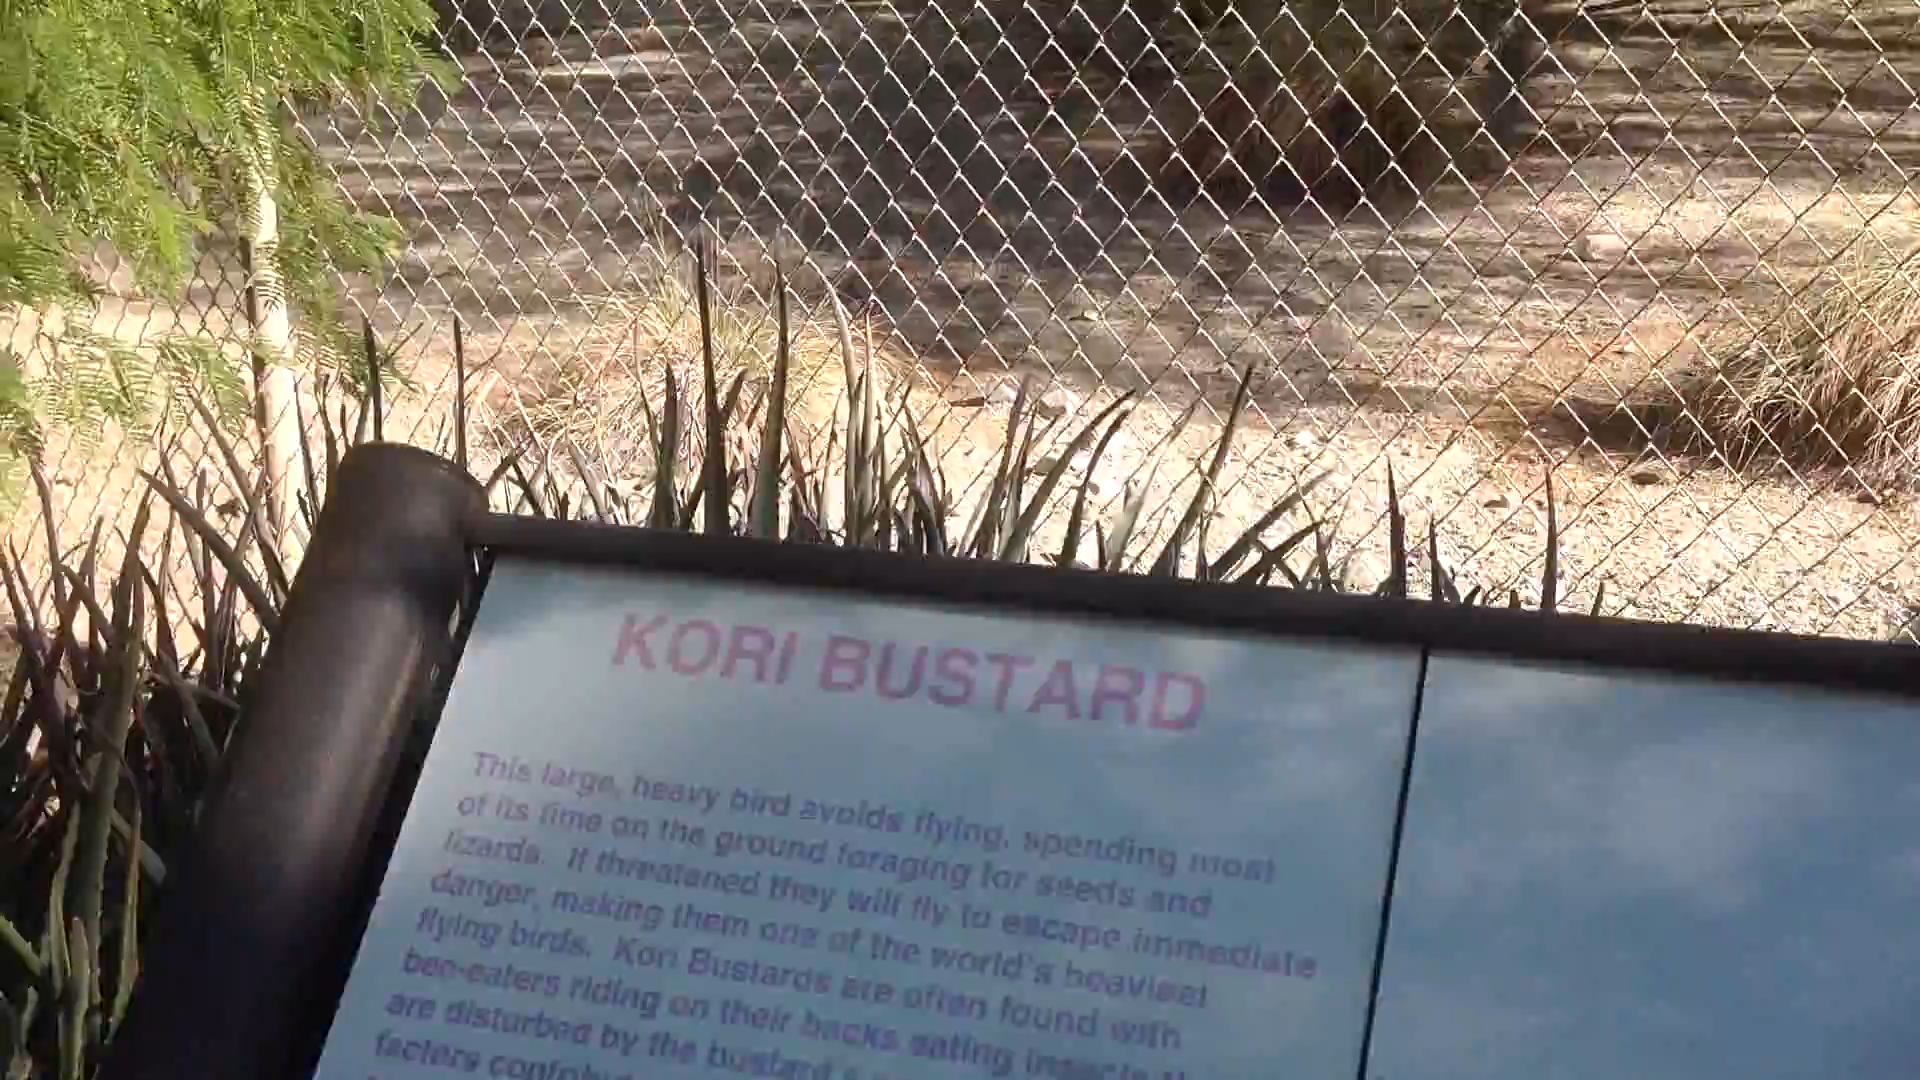 KORI BUSTARD
This large, heavy bird avoids flying, spending most
of its time on the ground foraging for seeds and
lizards. If threatened they will fly to escape immediate
danger, making them one of the world's heaviest
flying birds. Kori Bustards are often found with
bee-eaters riding on their backs eating insects
are disturbed by the bustard's
factors